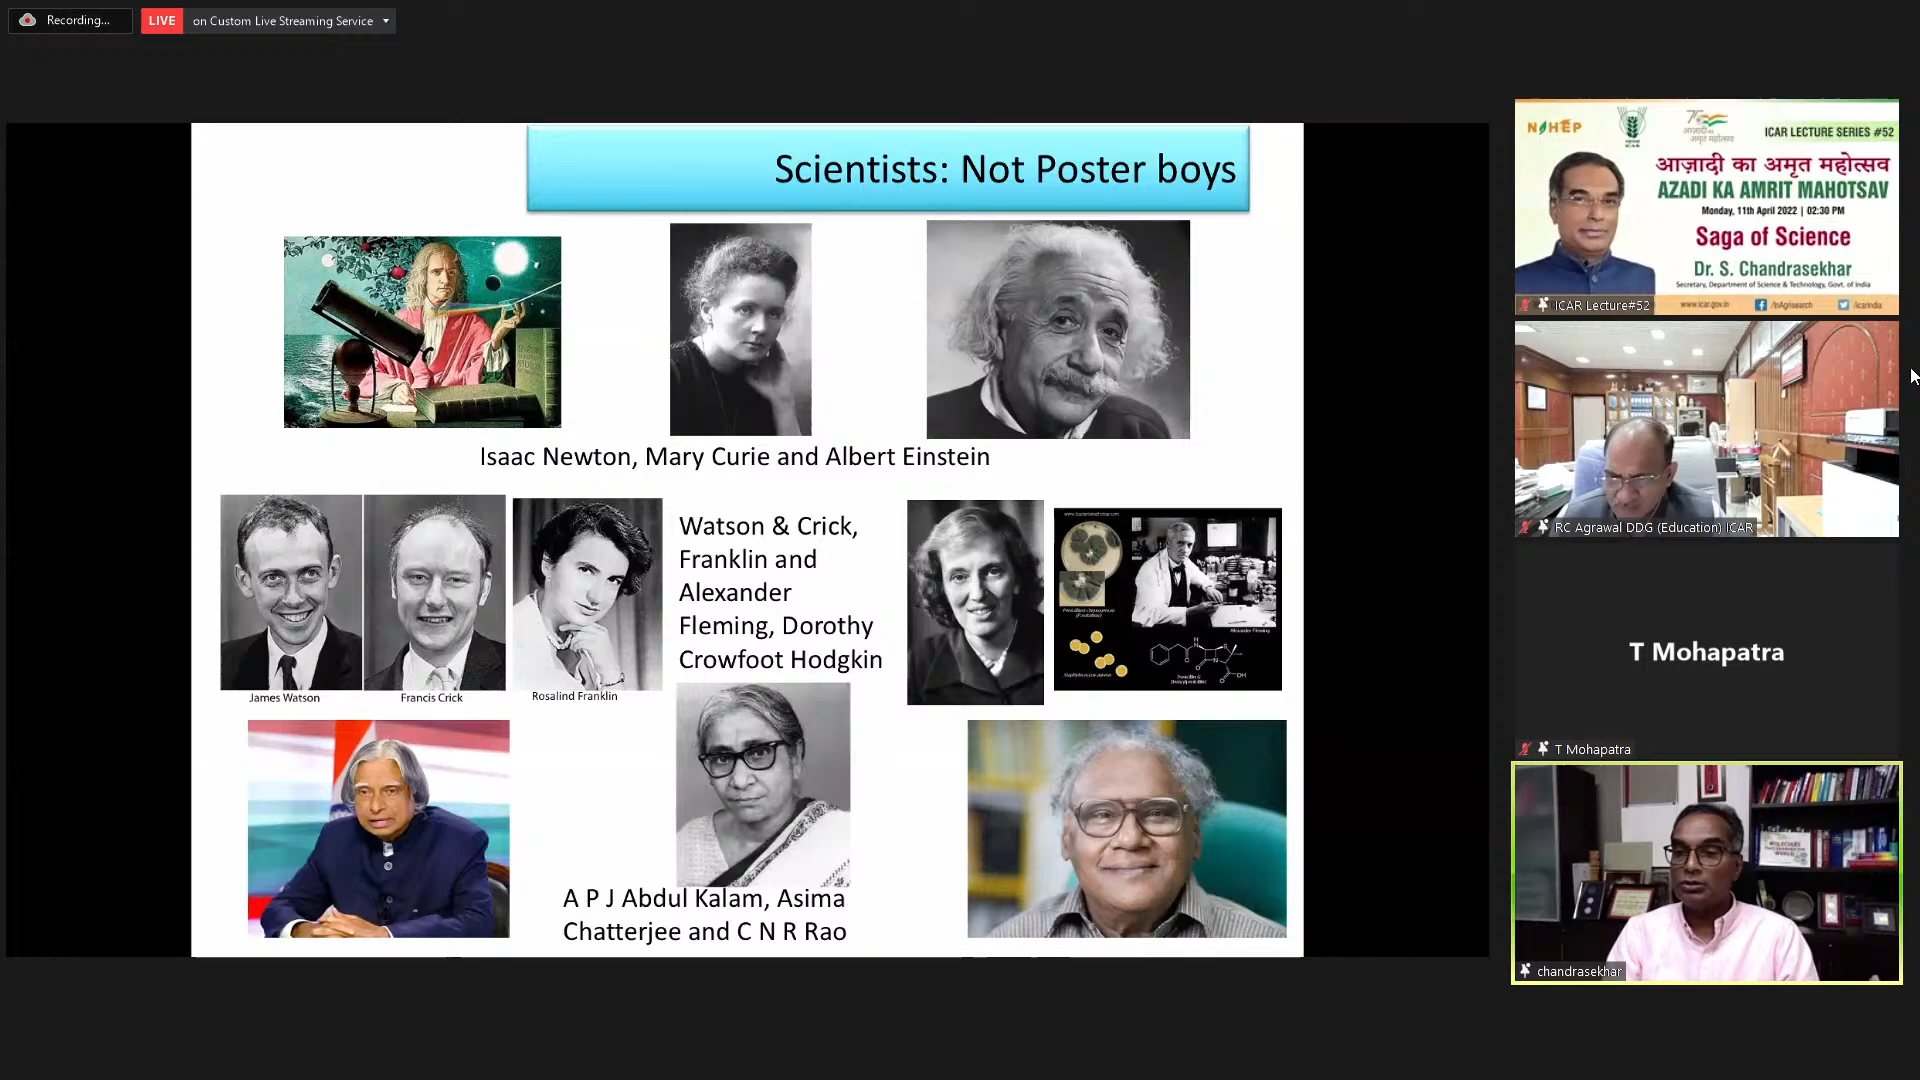 Recording...
LIVE on Custom Live Streaming Service
Scientists: Not Poster boys
Isaac Newton, Mary Curie and Albert Einstein
James Watson
Francis Crick
Rosalind Franklin
Watson & Crick,
Franklin and
Alexander
Fleming, Dorothy
Crowfoot Hodgkin
Alexander Fleming
A P J Abdul Kalam, Asima
Chatterjee and C N R Rao
ICAR LECTURE SERIES #52
आज़ादी का अमृत महोत्सव
AZADI KA AMRIT MAHOTSAV
Monday, 11th April 2022 | 02:30 PM
Saga of Science
Dr. S. Chandrasekhar
Secretary, Department of Science & Technology, Govt. of India
www.icar.gov.in
/InAgrisearch
/icarindia
ICAR Lecture#52
RC Agrawal DDG (Education) ICAR
T Mohapatra
T Mohapatra
chandrasekhar